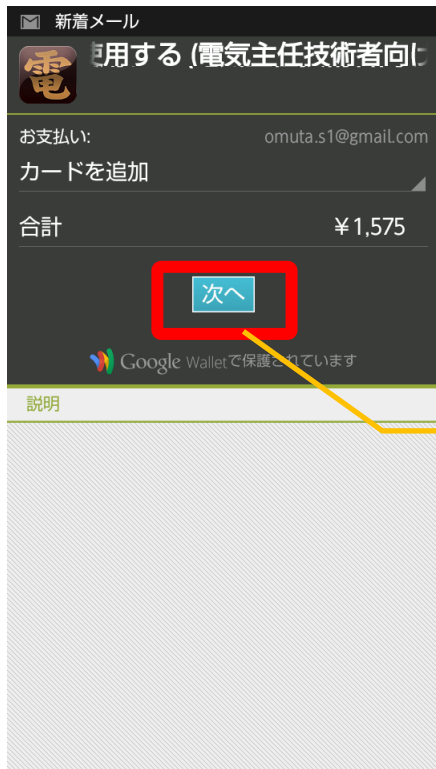 新着メール
電
使用する (電気主任技術者向け
お支払い:
omuta.s1@gmail.com
カードを追加
合計
¥1,575
次へ
Google Walletで保護されています
説明